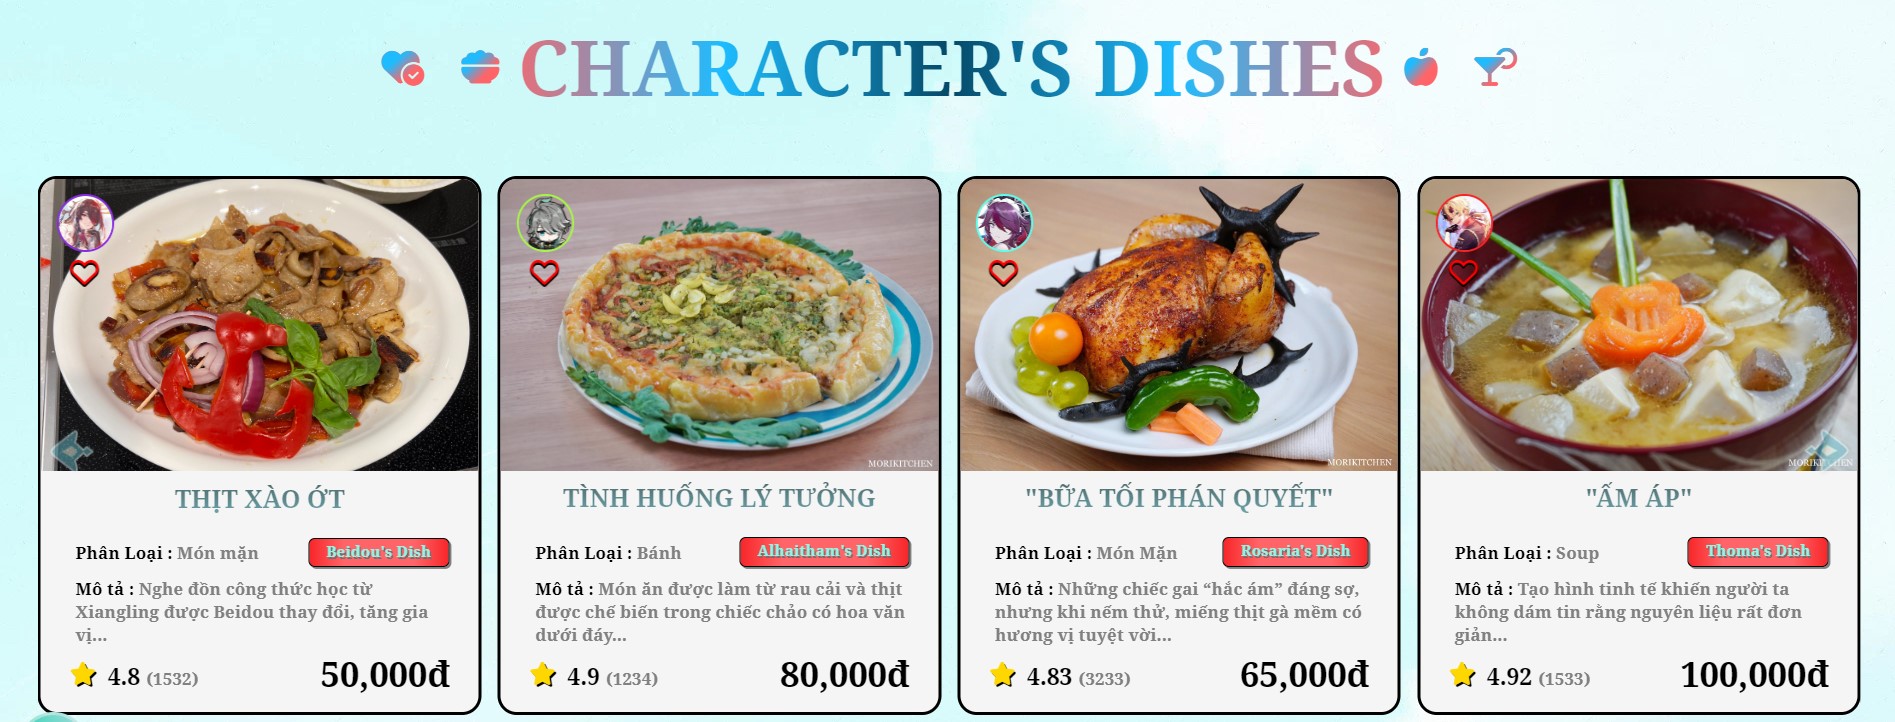 CHARACTER'S DISHES
MORIKITCHEN
MORIKITCHEN
THỊT XÀO ỚT
Phân Loại : Món mặn
Beidou's Dish
Mô tả : Nghe đồn công thức học từ
Xiangling được Beidou thay đổi, tăng gia
vị...
4.8 (1532)
50,000đ
TÌNH HUỐNG LÝ TƯỞNG
Phân Loại : Bánh
Alhaitham's Dish
Mô tả : Món ăn được làm từ rau cải và thịt
được chế biến trong chiếc chảo có hoa văn
dưới đáy...
4.9 (1234)
80,000đ
"BỮA TỐI PHÁN QUYẾT"
Phân Loại : Món Mặn
Rosaria's Dish
Mô tả : Những chiếc gai “hắc ám” đáng sợ,
nhưng khi nếm thử, miếng thịt gà mềm có
hương vị tuyệt vời...
4.83 (3233)
65,000đ
"ẤM ÁP"
Phân Loại : Soup
Thoma's Dish
Mô tả : Tạo hình tinh tế khiến người ta
không dám tin rằng nguyên liệu rất đơn
giản...
4.92 (1533)
100,000đ